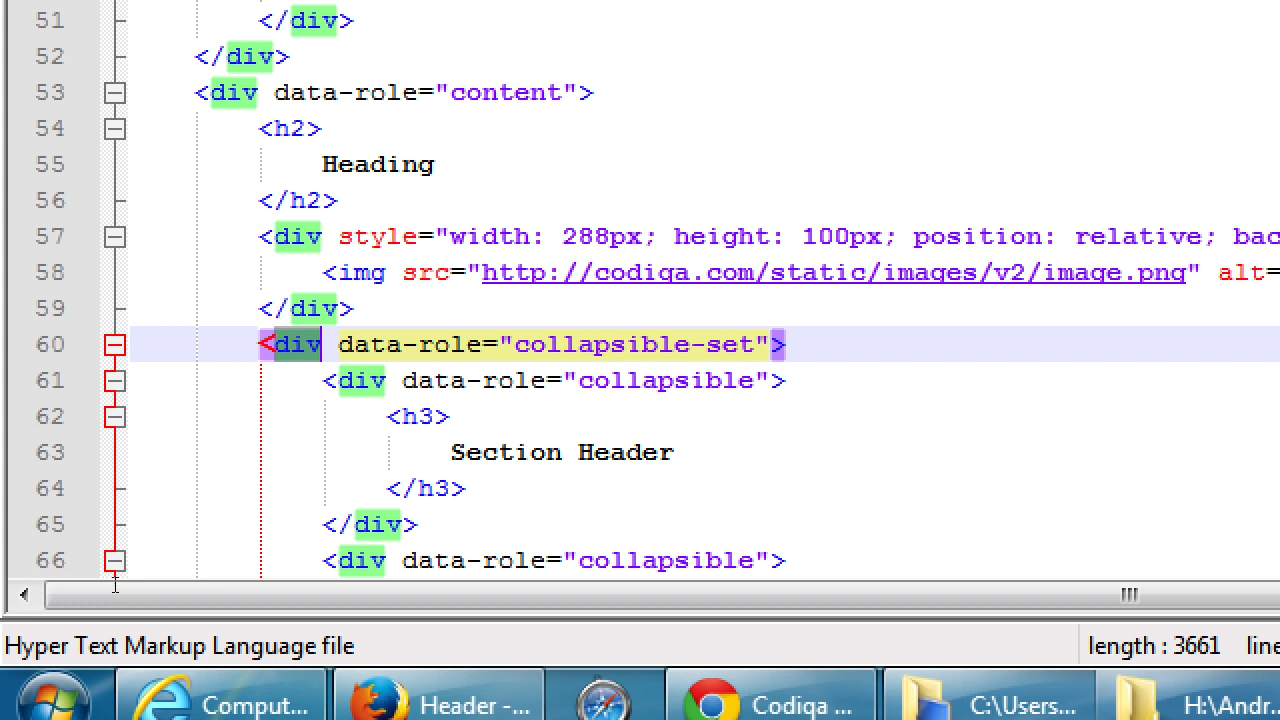 51 </div>
52 </div>
53 <div data-role="content">
54 <h2>
55 Heading
56 </h2>
57 <div style="width: 288px; height: 100px; position: relative; bac
58 <img src="http://codiqa.com/static/images/v2/image.png" alt=
59 </div>
60 <div data-role="collapsible-set">
61 <div data-role="collapsible">
62 <h3>
63 Section Header
64 </h3>
65 </div>
66 <div data-role="collapsible">
Hyper Text Markup Language file length : 3661 line
Comput... Header -... Codiqa ... C:\Users... H:\Andr...